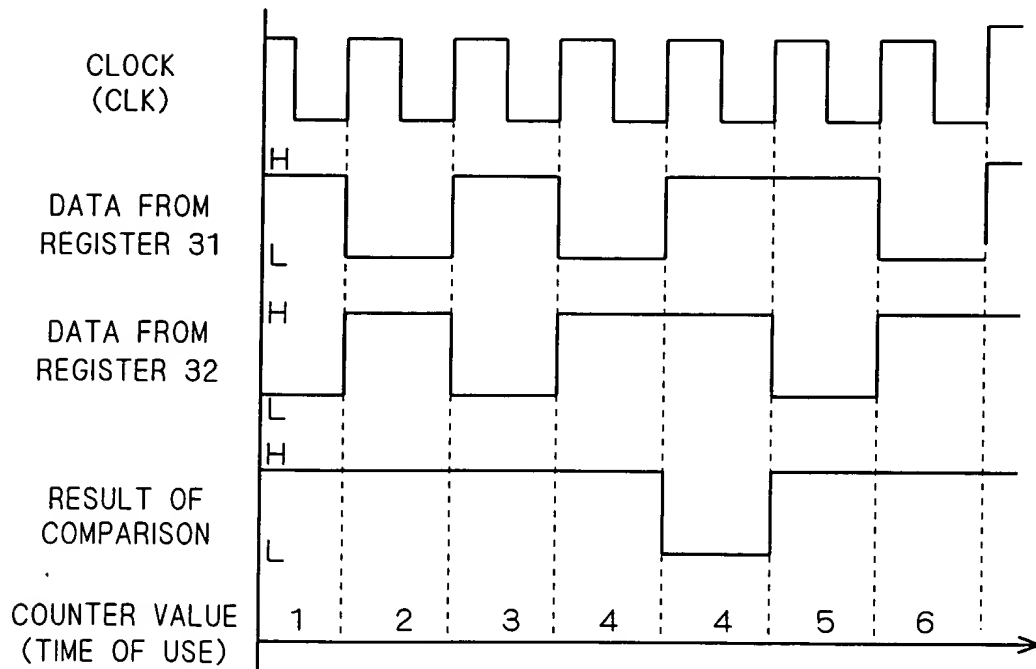 CLOCK
(CLK)
H
DATA FROM
REGISTER 31
L
H
DATA FROM
REGISTER 32
L
H
RESULT OF
COMPARISON
L
COUNTER VALUE
(TIME OF USE)
1 2 3 4 4 5 6